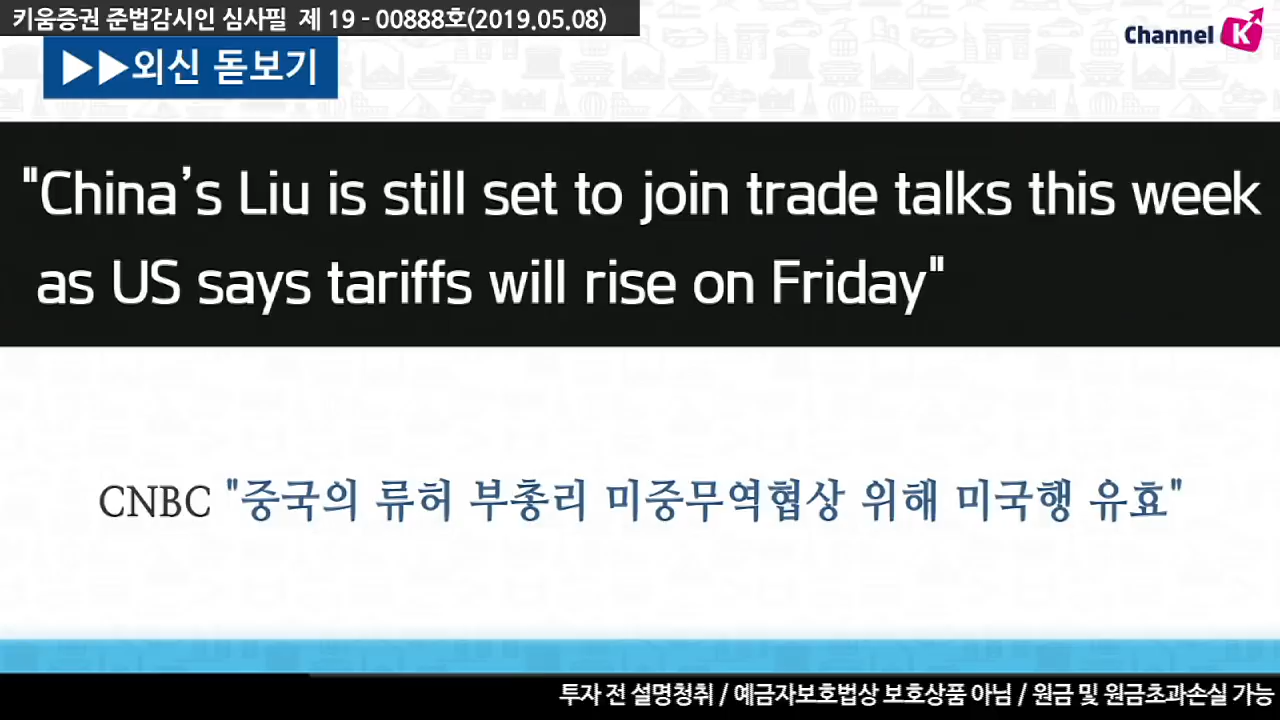 키움증권 준법감시인 심사필 제 19 - 00888호(2019.05.08)
Channel K
▶▶외신 돋보기
"China's Liu is still set to join trade talks this week
as US says tariffs will rise on Friday"
CNBC "중국의 류허 부총리 미중무역협상 위해 미국행 유효"
투자 전 설명청취 / 예금자보호법상 보호상품 아님 / 원금 및 원금초과손실 가능